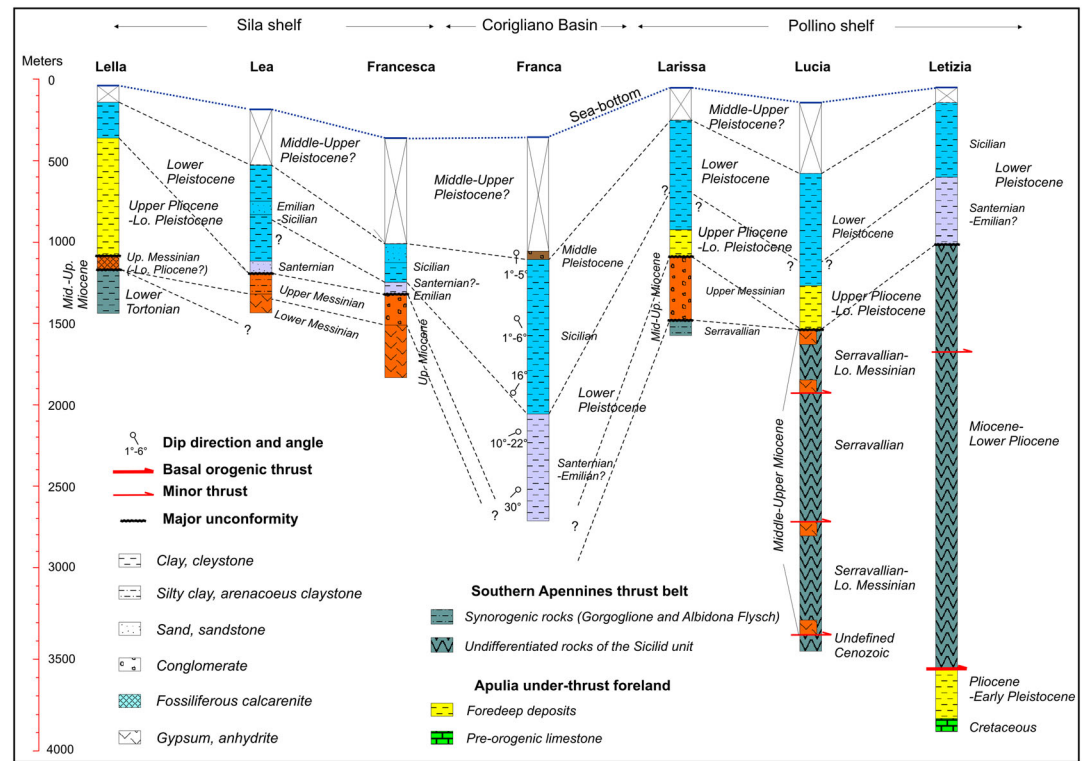 Sila shelf
Corigliano Basin
Pollino shelf
Meters
Lella
Lea
Francesca
Franca
Larissa
Lucia
Letizia
0
500
1000
1500
2000
2500
3000
3500
4000
Sea-bottom
Mid.-Up.
Miocene
Lower
Pleistocene
Upper Pliocene
-Lo. Pleistocene
Up. Messinian
(-Lo. Pliocene?)
Lower
Tortonian
?
Middle-Upper
Pleistocene?
Emilian
-Sicilian
?
Santernian
Upper Messinian
Lower Messinian
Sicilian
Santernian?-
Emilian
Up. Miocene
Middle-Upper
Pleistocene?
Middle
Pleistocene
1°-5°
1°-6°
16°
10°-22°
30°
Sicilian
Lower
Pleistocene
Santernian
-Emilian?
?
?
?
?
Middle-Upper
Pleistocene?
Lower
Pleistocene
Upper Pliocene
-Lo. Pleistocene
Upper Messinian
Mid-Up. Miocene
Serravallian
?
?
Lower
Pleistocene
Upper Pliocene
-Lo. Pleistocene
Serravallian-
Lo. Messinian
Serravallian
Middle-Upper Miocene
Serravallian-
Lo. Messinian
Undefined
Cenozoic
Sicilian
Lower
Pleistocene
Santernian
-Emilian?
Miocene-
Lower Pliocene
Pliocene
-Early Pleistocene
Cretaceous
1°-6°
Dip direction and angle
Basal orogenic thrust
Minor thrust
Major unconformity
Clay, cleystone
Silty clay, arenacoeus claystone
Sand, sandstone
Conglomerate
Fossiliferous calcarenite
Gypsum, anhydrite
Southern Apennines thrust belt
Synorogenic rocks (Gorgoglione and Albidona Flysch)
Undifferentiated rocks of the Sicilid unit
Apulia under-thrust foreland
Foredeep deposits
Pre-orogenic limestone